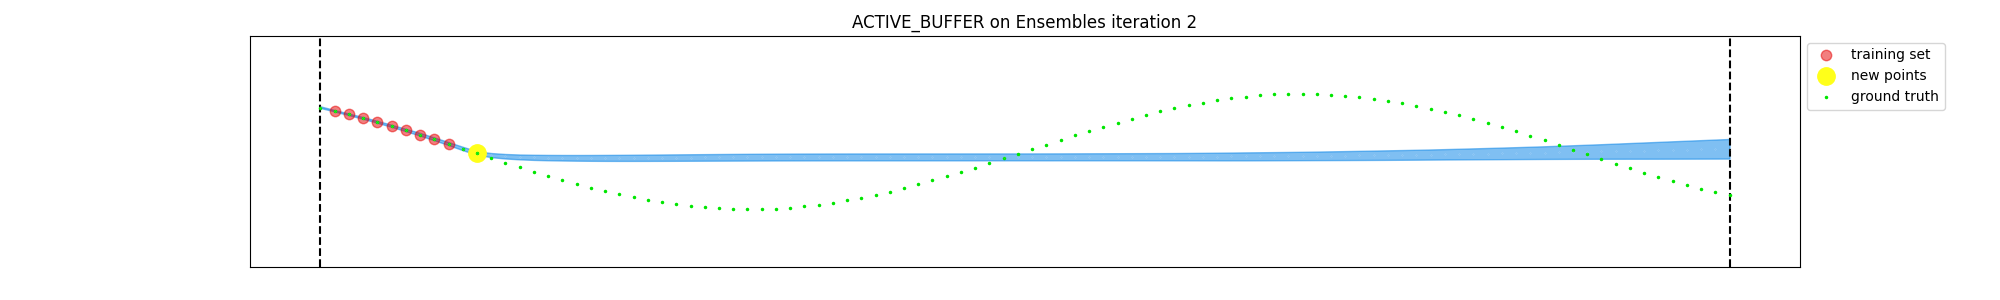 ACTIVE_BUFFER on Ensembles iteration 2
training set
new points
ground truth